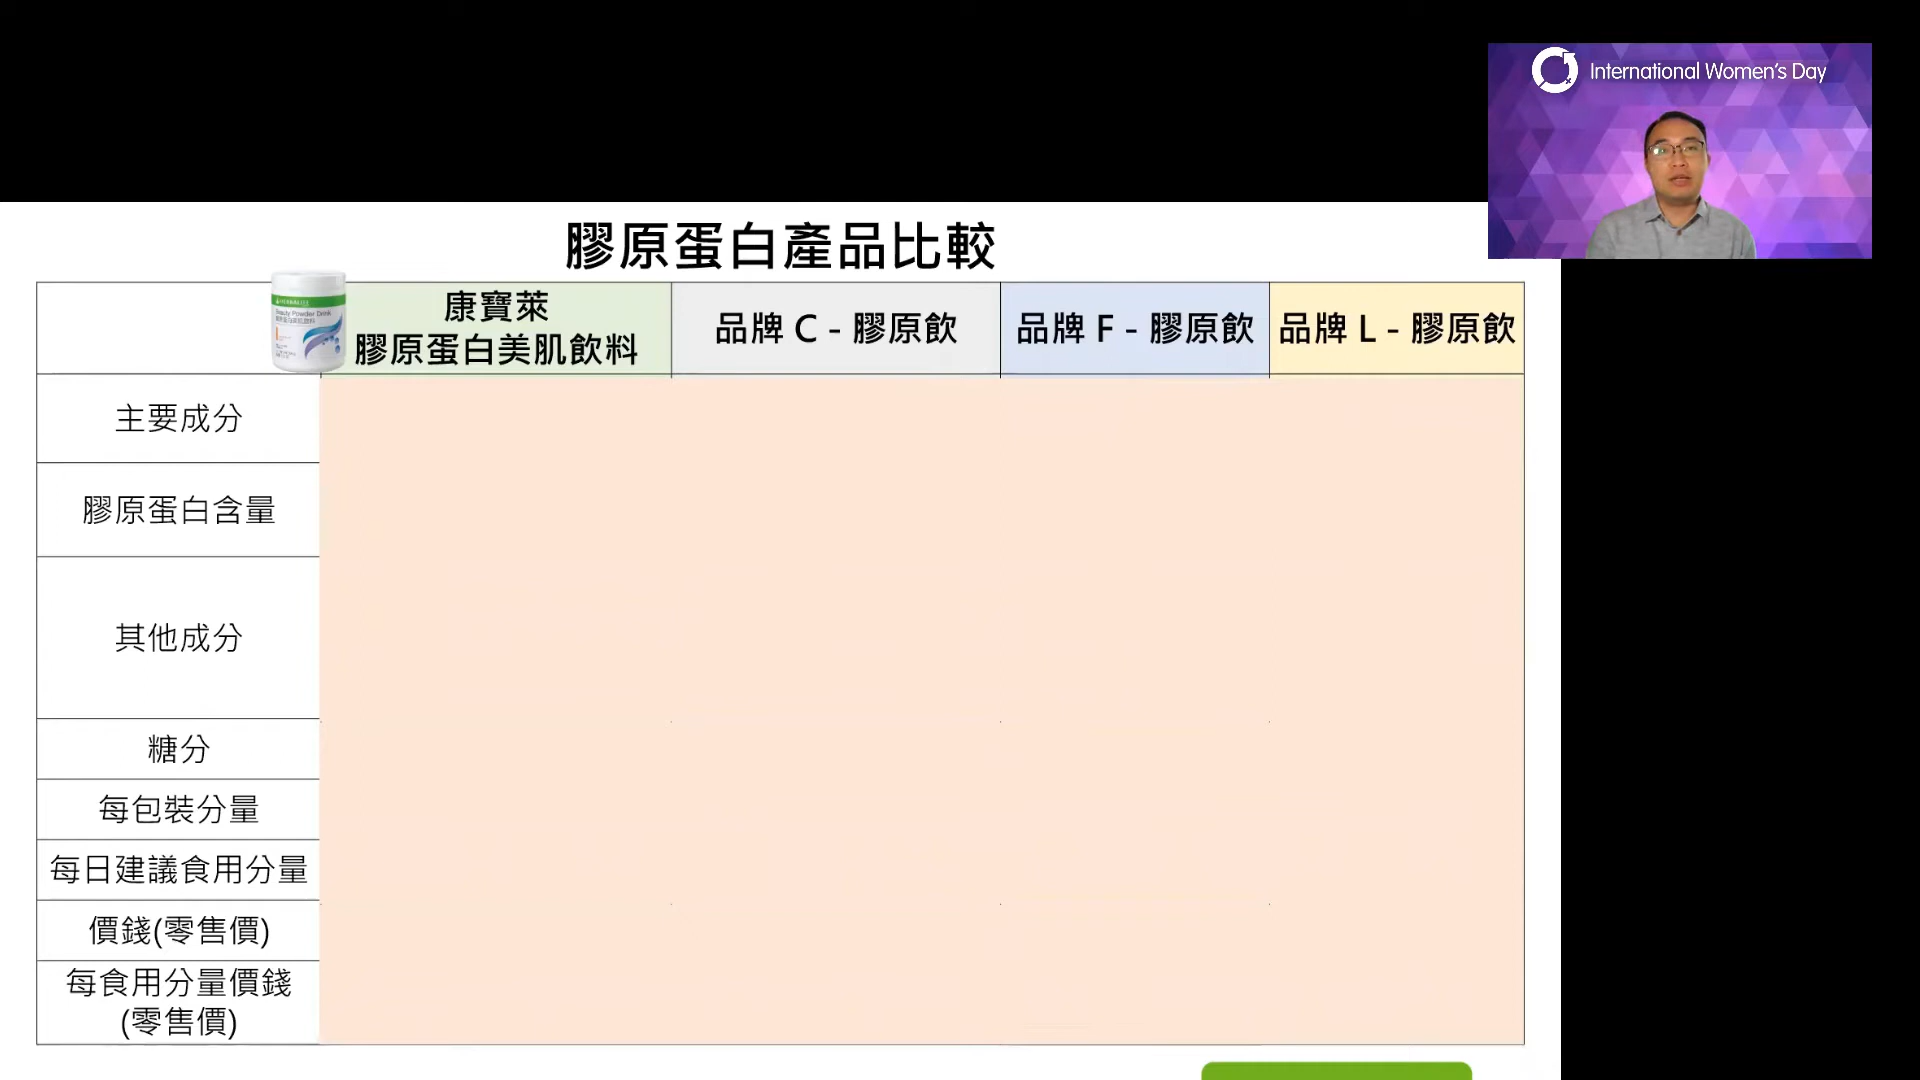 International Women's Day
膠原蛋白產品比較
HERBALIFE
Beauty Powder Drink
康寶萊
膠原蛋白美肌飲料
品牌 C - 膠原飲
品牌 F - 膠原飲
品牌 L - 膠原飲
主要成分
膠原蛋白含量
其他成分
糖分
每包裝分量
每日建議食用分量
價錢(零售價)
每食用分量價錢
(零售價)